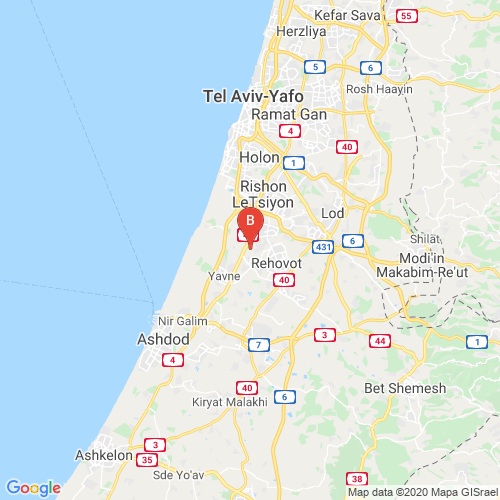 Kefar Sava
55
Herzliya
5
6
Rosh Haayin
Tel Aviv-Yafo
Ramat Gan
4
40
Holon
1
Rishon
LeTsiyon
Lod
B
431
6
Shilat
Rehovot
Modi'in
Makabim-Re'ut
Yavne
40
Nir Galim
3
Ashdod
7
44
1
4
40
Bet Shemesh
6
Kiryat Malakhi
3
Ashkelon
35
Sde Yo'av
38
Google
Map data ©2020 Mapa GISrael